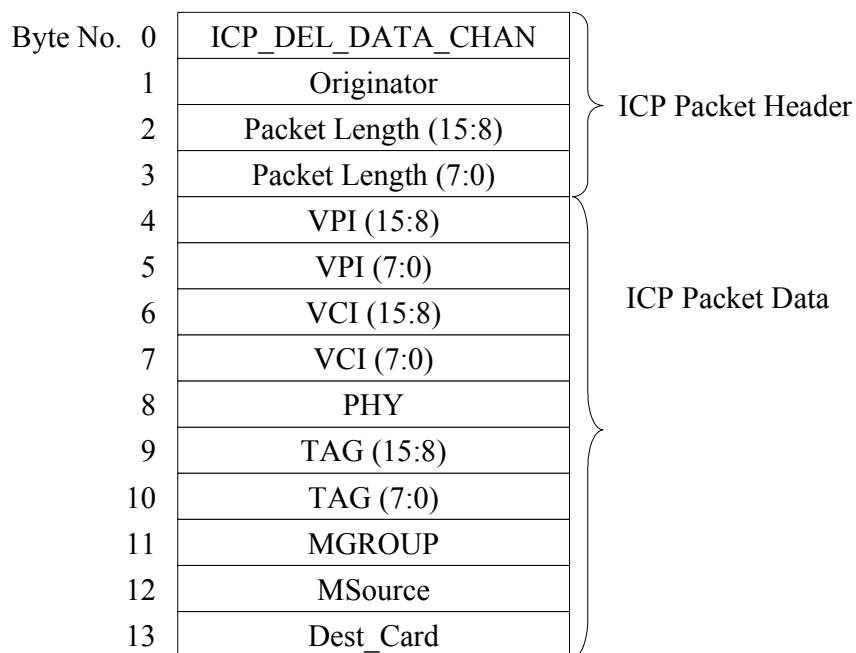 Byte No. 0 ICP_DEL_DATA_CHAN
1 Originator
ICP Packet Header
2 Packet Length (15:8)
3 Packet Length (7:0)
4 VPI (15:8)
5 VPI (7:0)
ICP Packet Data
6 VCI (15:8)
7 VCI (7:0)
8 PHY
9 TAG (15:8)
10 TAG (7:0)
11 MGROUP
12 MSource
13 Dest_Card